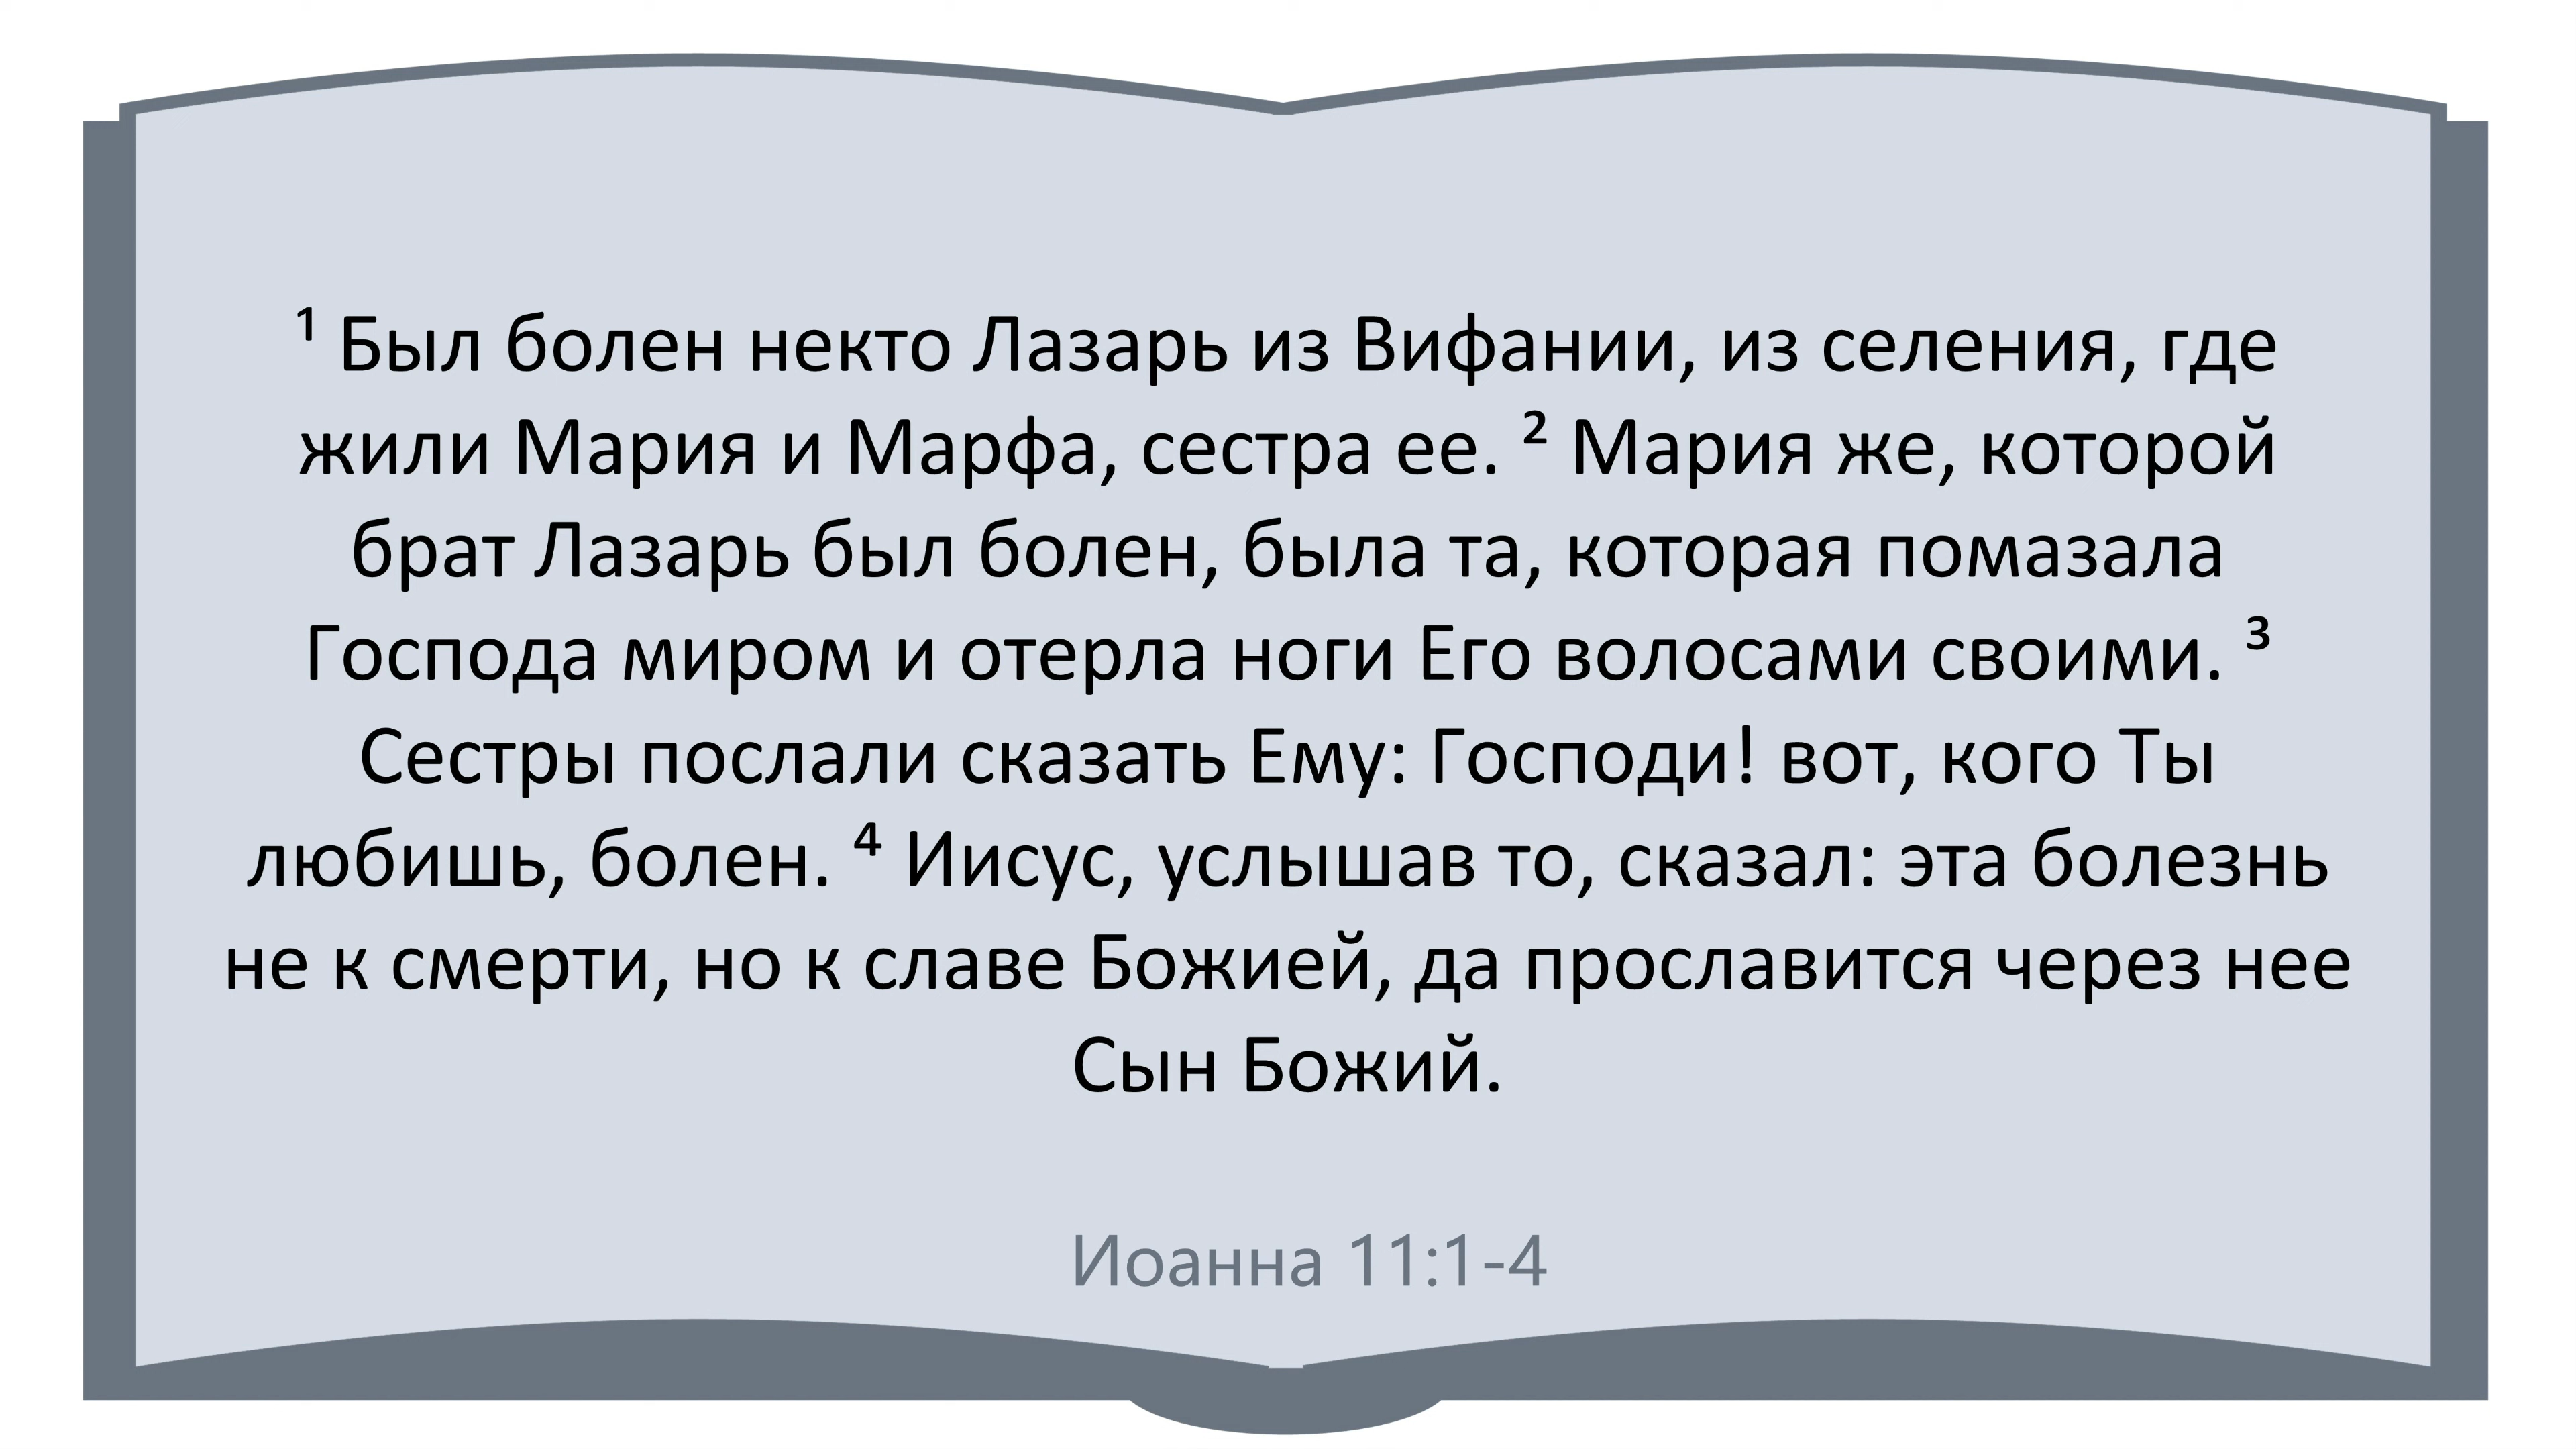 ¹ Был болен некто Лазарь из Вифании, из селения, где
жили Мария и Марфа, сестра ее. ² Мария же, которой
брат Лазарь был болен, была та, которая помазала
Господа миром и отерла ноги Его волосами своими. ³
Сестры послали сказать Ему: Господи! вот, кого Ты
любишь, болен. ⁴ Иисус, услышав то, сказал: эта болезнь
не к смерти, но к славе Божией, да прославится через нее
Сын Божий.
Иоанна 11:1-4